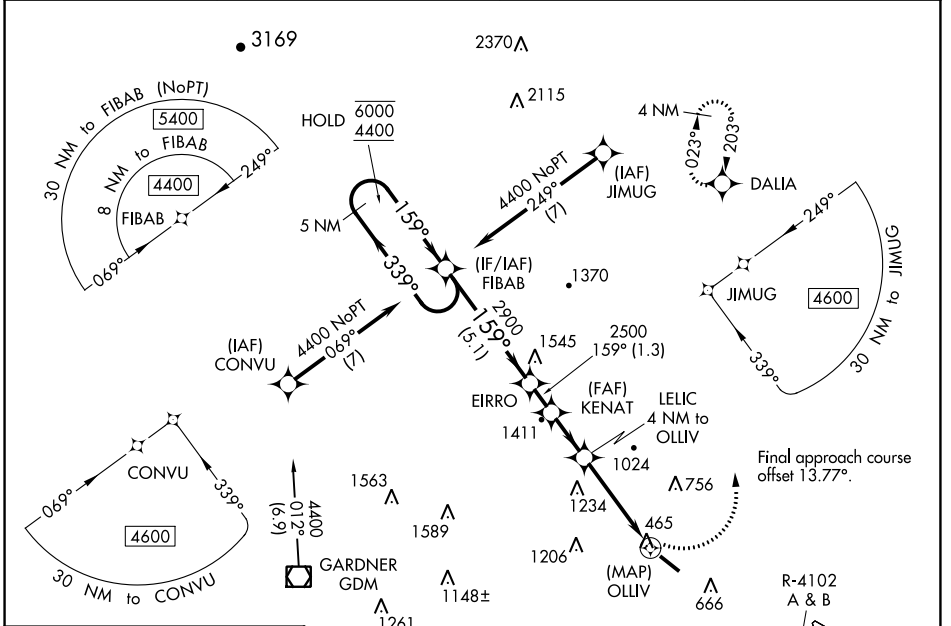 3169
2370
2115
30 NM to FIBAB (NoPT)
5400
8 NM to FIBAB
4400
FIBAB
249°
069°
HOLD
6000
4400
5 NM
159°
339°
4400 NoPT
249°
(7)
(IAF)
JIMUG
4 NM
023°
203°
DALIA
(IF/IAF)
FIBAB
1370
249°
JIMUG
4600
339°
30 NM to JIMUG
4400 NoPT
069°
(7)
(IAF)
CONVU
2900
159°
(5.1)
1545
2500
159° (1.3)
EIRRO
(FAF)
KENAT
LELIC
4 NM to
OLLIV
1411
1024
Final approach course
offset 13.77°.
CONVU
069°
339°
4600
30 NM to CONVU
1563
1589
1234
756
4400
012°
(6.9)
GARDNER
GDM
1206
465
(MAP)
OLLIV
1148±
666
1261
R-4102
A & B